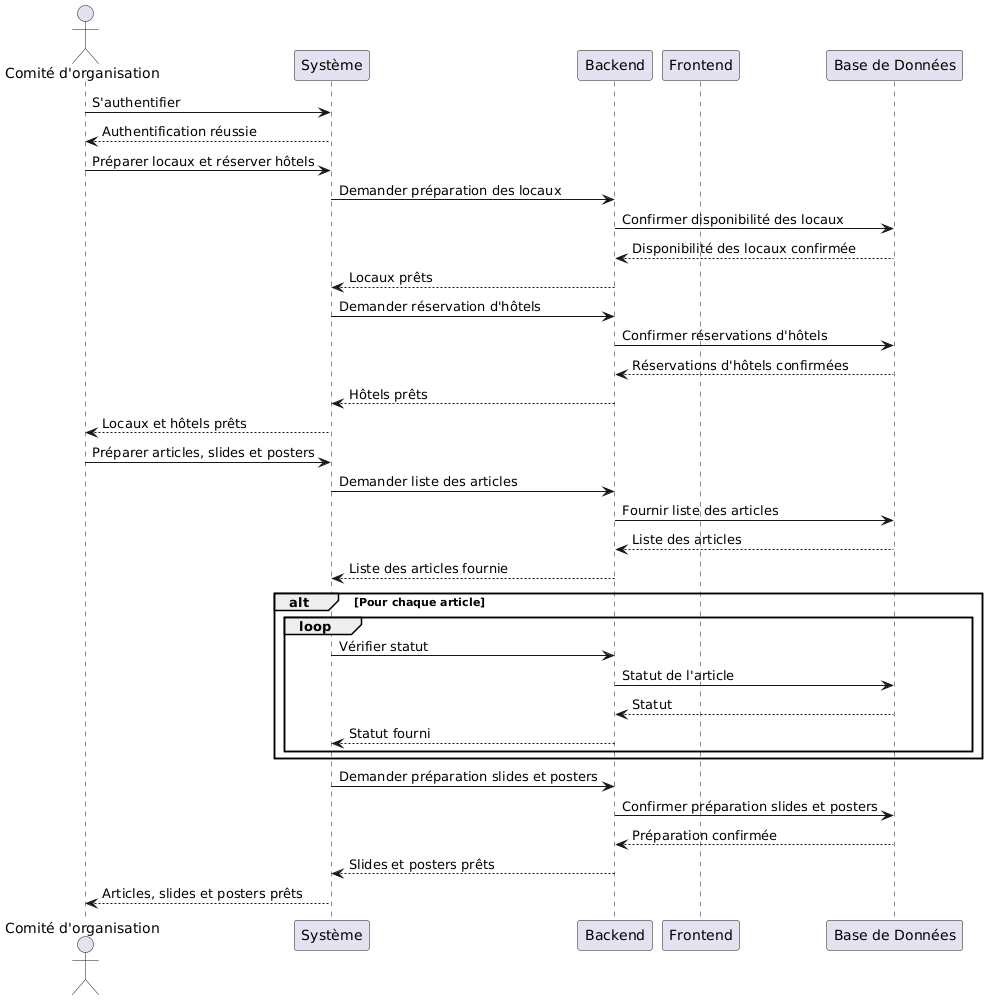 Comité d'organisation
Système
Backend
Frontend
Base de Données
S'authentifier
Authentification réussie
Préparer locaux et réserver hôtels
Demander préparation des locaux
Confirmer disponibilité des locaux
Disponibilité des locaux confirmée
Locaux prêts
Demander réservation d'hôtels
Confirmer réservations d'hôtels
Réservations d'hôtels confirmées
Hôtels prêts
Locaux et hôtels prêts
Préparer articles, slides et posters
Demander liste des articles
Fournir liste des articles
Liste des articles
Liste des articles fournie
alt [Pour chaque article]
loop
Vérifier statut
Statut de l'article
Statut
Statut fourni
Demander préparation slides et posters
Confirmer préparation slides et posters
Préparation confirmée
Slides et posters prêts
Articles, slides et posters prêts
Comité d'organisation
Système
Backend
Frontend
Base de Données